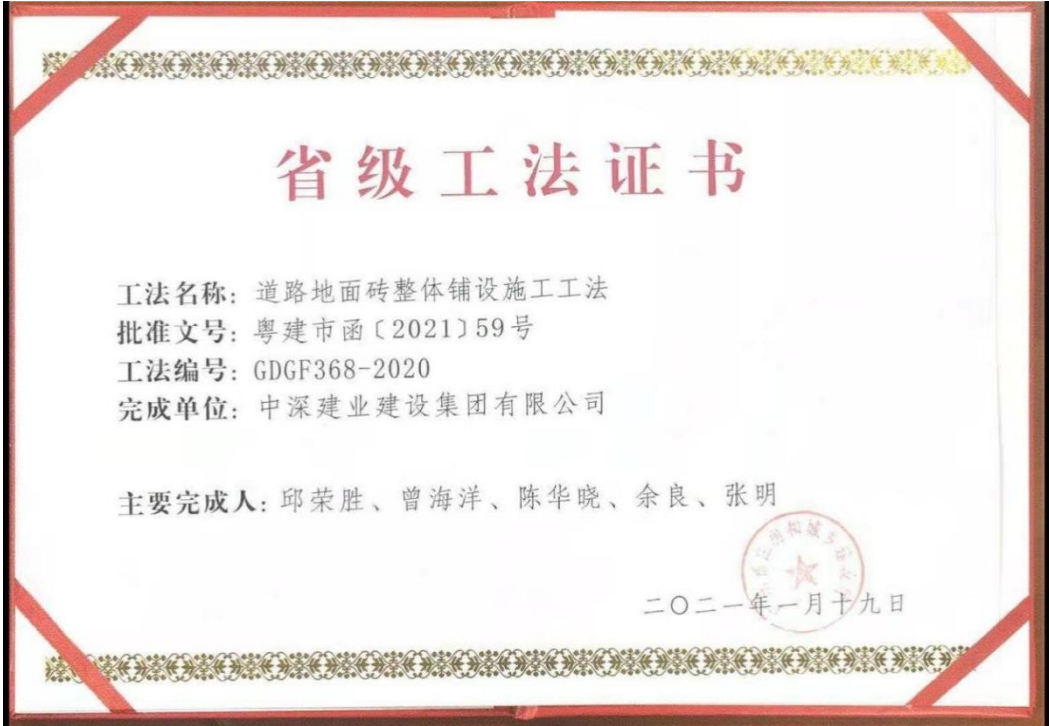 省级工法证书
工法名称：道路地面砖整体铺设施工工法
批准文号：粤建市函〔2021〕59号
工法编号：GDGF368-2020
完成单位：中深建业建设集团有限公司
主要完成人：邱荣胜、曾海洋、陈华晓、余良、张明
二〇二一年一月十九日